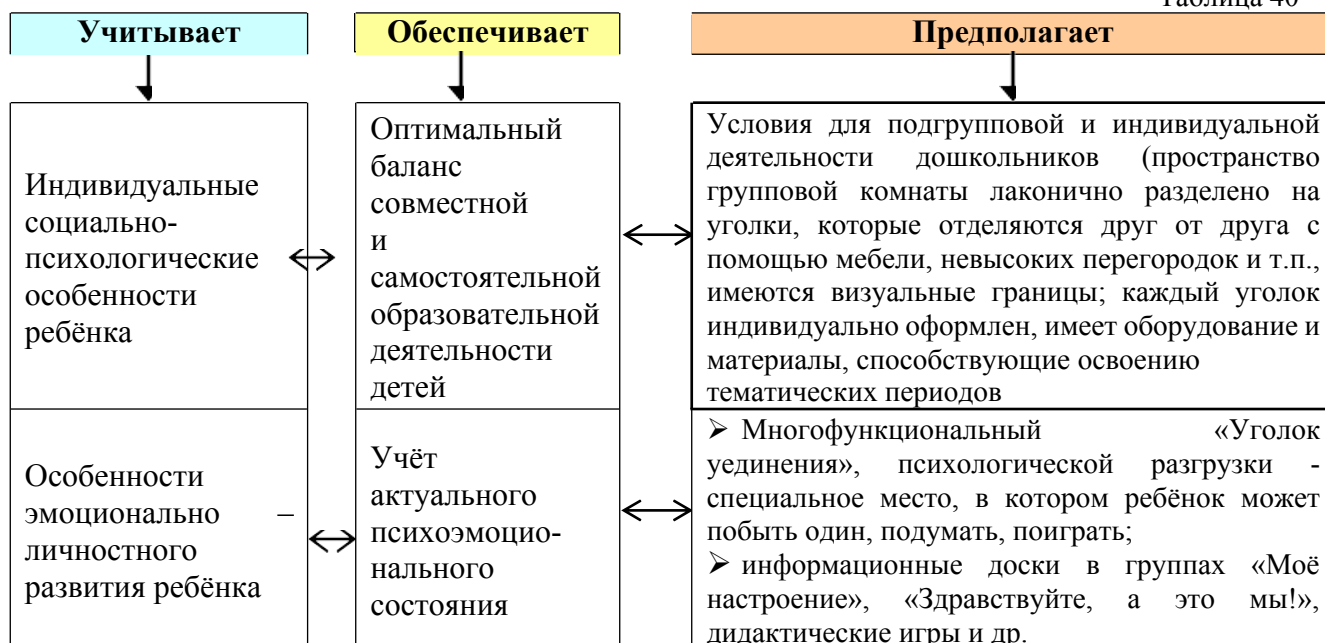 Таблица 40
Учитывает
Обеспечивает
Предполагает
Индивидуальные
социально-
психологические
особенности
ребёнка
Оптимальный
баланс
совместной
и
самостоятельной
образовательной
деятельности
детей
Условия для подгрупповой и индивидуальной
деятельности дошкольников (пространство
групповой комнаты лаконично разделено на
уголки, которые отделяются друг от друга с
помощью мебели, невысоких перегородок и т.п.,
имеются визуальные границы; каждый уголок
индивидуально оформлен, имеет оборудование и
материалы, способствующие освоению
тематических периодов
Особенности
эмоционально –
личностного
развития ребёнка
Учёт
актуального
психоэмоцио-
нального
состояния
➢ Многофункциональный «Уголок
уединения», психологической разгрузки -
специальное место, в котором ребёнок может
побыть один, подумать, поиграть;
➢ информационные доски в группах «Моё
настроение», «Здравствуйте, а это мы!»,
дидактические игры и др.